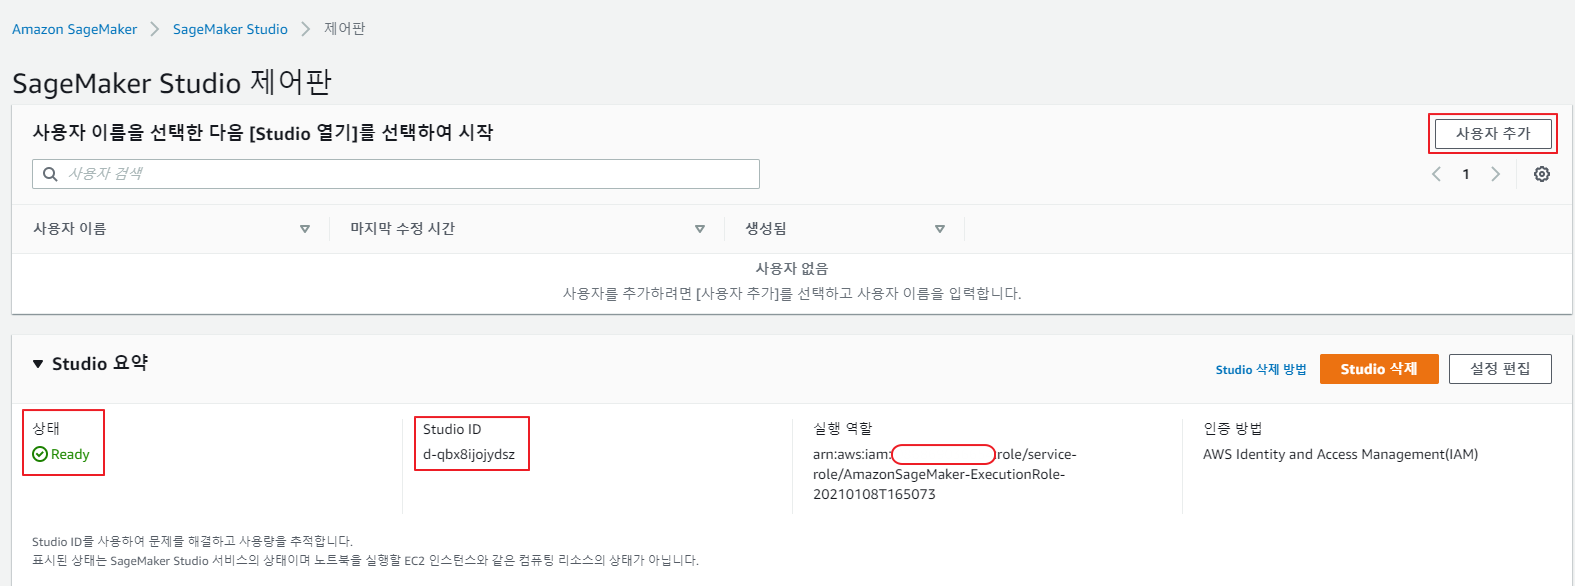 Amazon SageMaker > SageMaker Studio > 제어판
SageMaker Studio 제어판
사용자 이름을 선택한 다음 [Studio 열기]를 선택하여 시작
사용자 추가
사용자 검색
1
사용자 이름 마지막 수정 시간 생성됨
사용자 없음
사용자를 추가하려면 [사용자 추가]를 선택하고 사용자 이름을 입력합니다.
Studio 요약
Studio 삭제 방법 Studio 삭제 설정 편집
상태
Ready
Studio ID
d-qbx8ijojydsz
실행 역할
arn:aws:iam: :role/service-
role/AmazonSageMaker-ExecutionRole-
20210108T165073
인증 방법
AWS Identity and Access Management(IAM)
Studio ID를 사용하여 문제를 해결하고 사용량을 추적합니다.
표시된 상태는 SageMaker Studio 서비스의 상태이며 노트북을 실행할 EC2 인스턴스와 같은 컴퓨팅 리소스의 상태가 아닙니다.